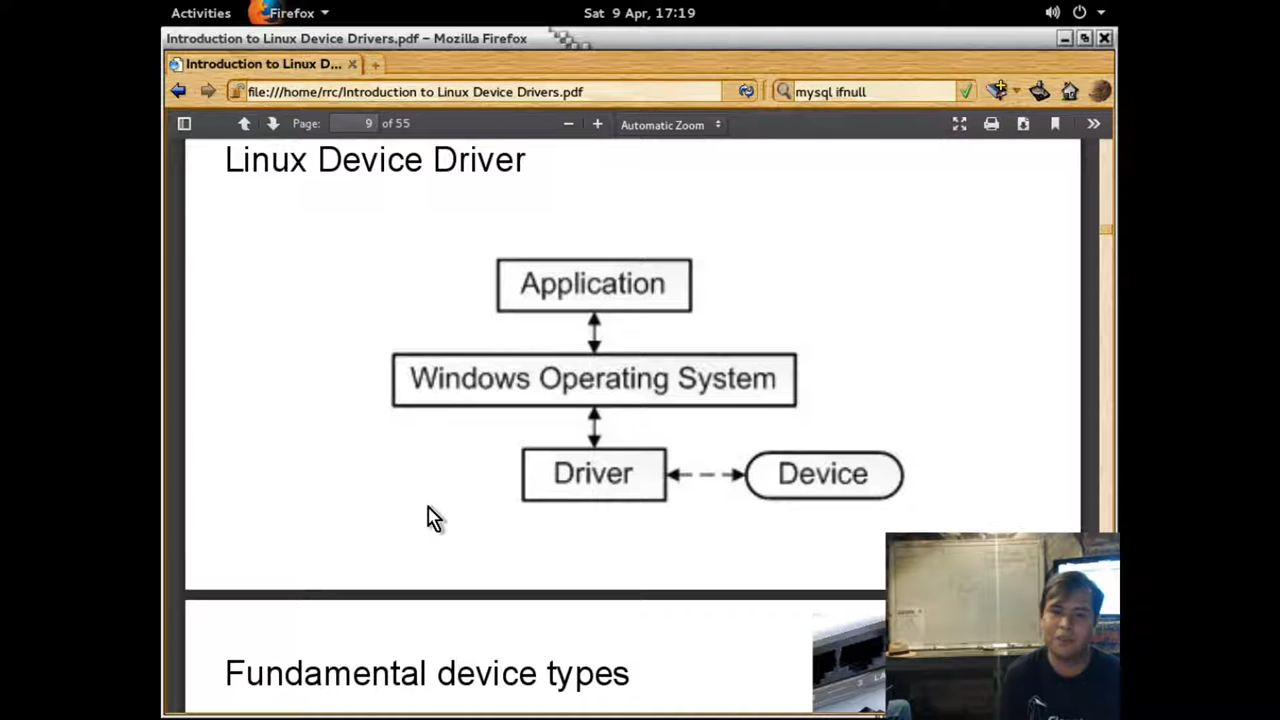 Activities Firefox Sat 9 Apr, 17:19
Introduction to Linux Device Drivers.pdf – Mozilla Firefox
Introduction to Linux D...
file:///home/rrc/Introduction to Linux Device Drivers.pdf mysql ifnull
Page: 9 of 55 Automatic Zoom
Linux Device Driver
Application
Windows Operating System
Driver Device
Fundamental device types